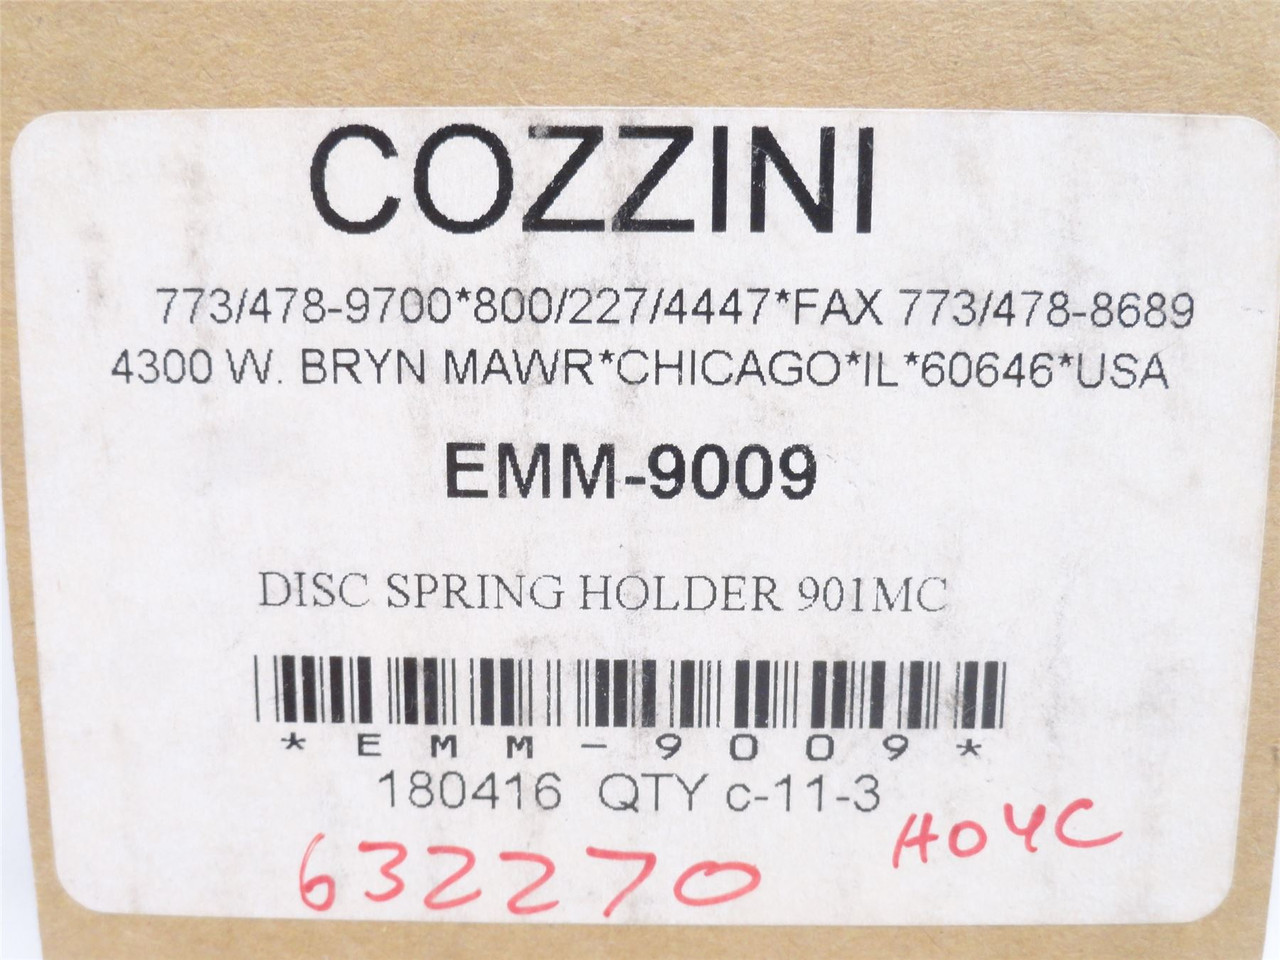 COZZINI
773/478-9700*800/227/4447*FAX 773/478-8689
4300 W. BRYN MAWR*CHICAGO*IL*60646*USA
EMM-9009
DISC SPRING HOLDER 901MC
*EMM-9009*
180416 QTY c-11-3
632270 H04C